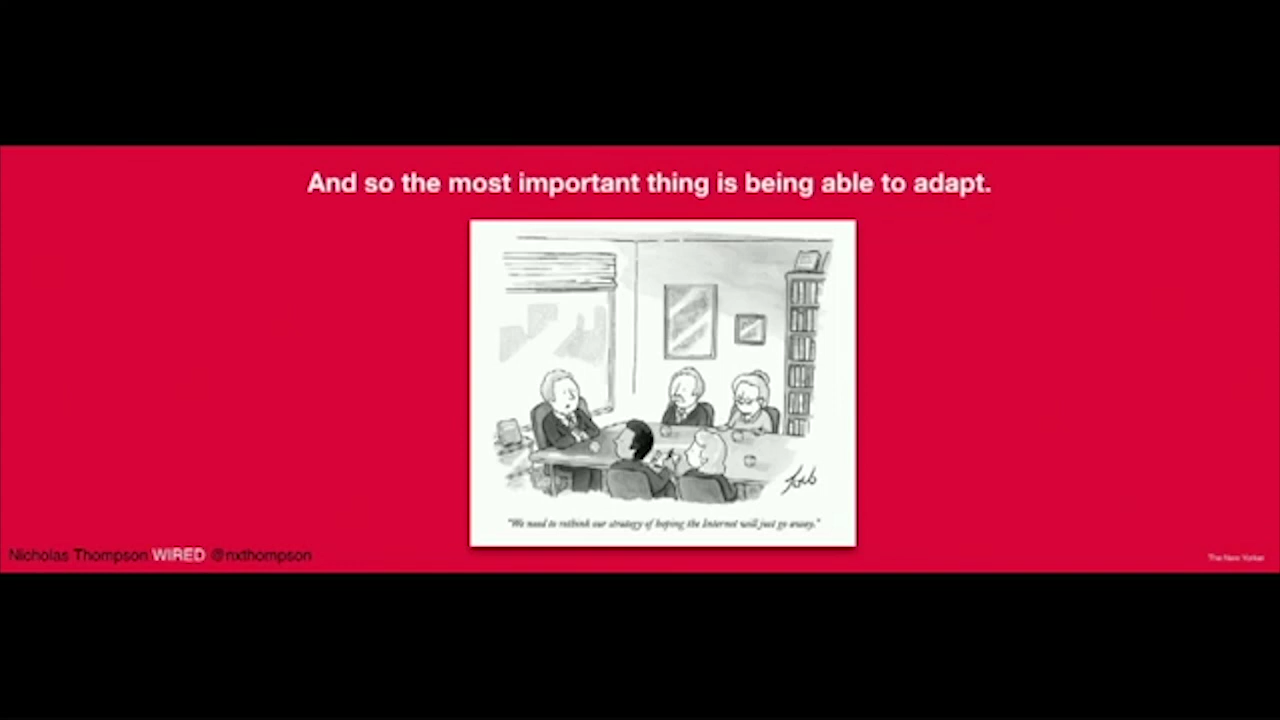 And so the most important thing is being able to adapt.
"We need to rethink our strategy of hoping the Internet will just go away."
Nicholas Thompson WIRED @nxthompson
The New Yorker